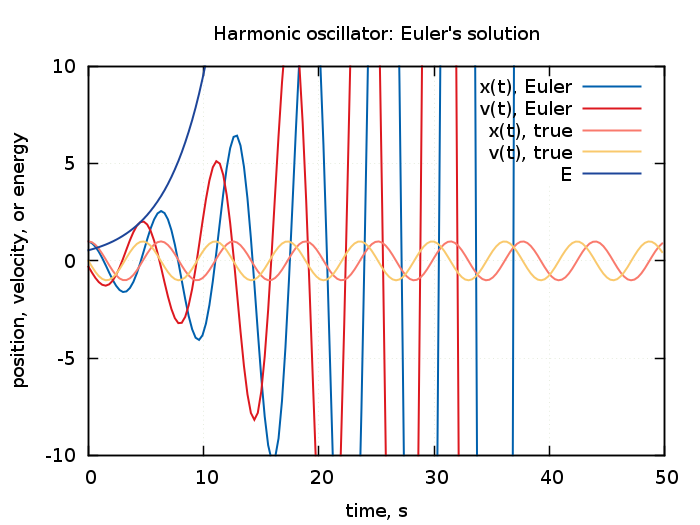 Harmonic oscillator: Euler's solution
10
5
0
-5
-10
position, velocity, or energy
x(t), Euler
v(t), Euler
x(t), true
v(t), true
E
0 10 20 30 40 50
time, s